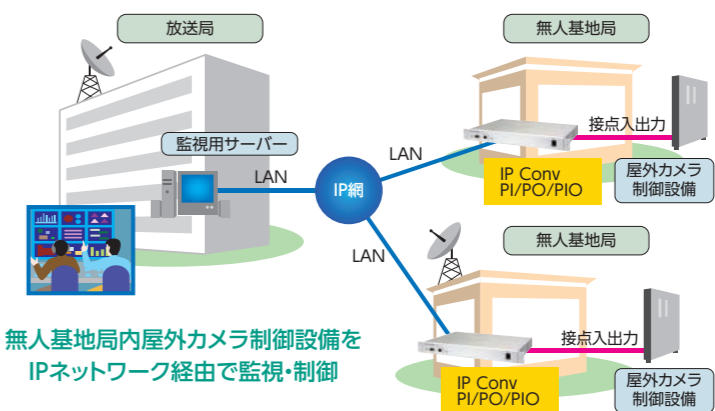 放送局
無人基地局
監視用サーバー
接点入出力
LAN
LAN
IP網
IP Conv
PI/PO/PIO
屋外カメラ
制御設備
LAN
無人基地局
無人基地局内屋外カメラ制御設備を
IPネットワーク経由で監視・制御
接点入出力
IP Conv
PI/PO/PIO
屋外カメラ
制御設備